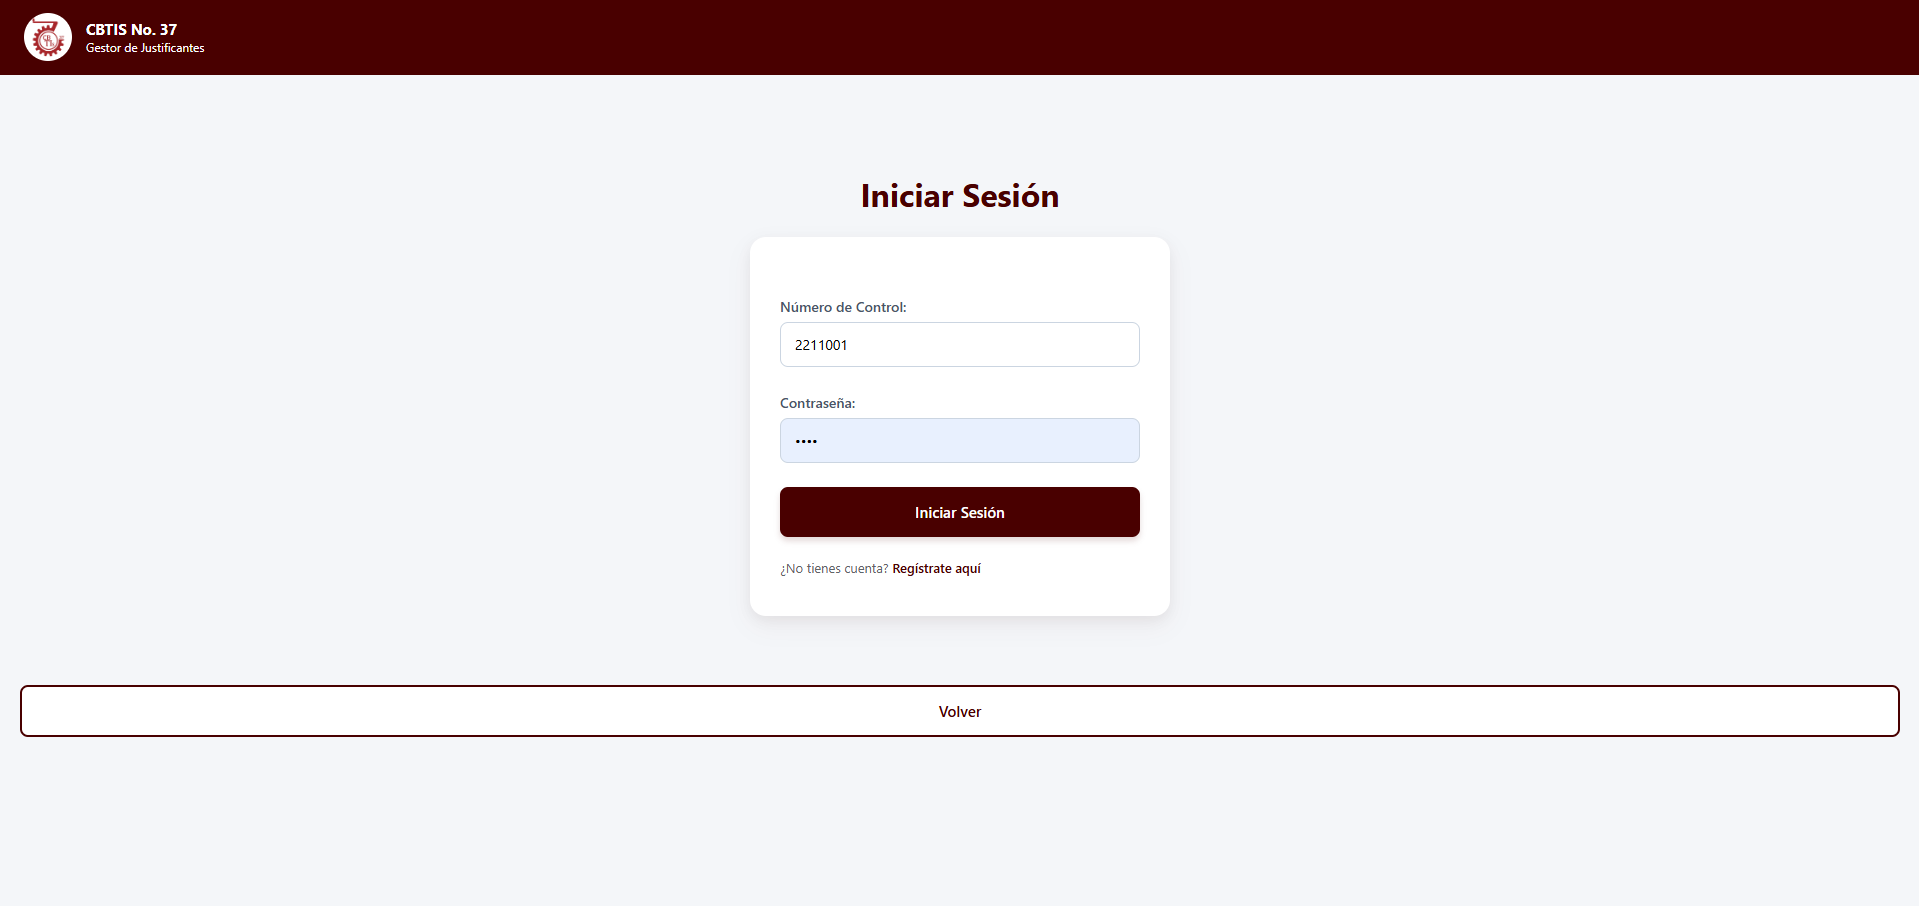 CBTIS No. 37
Gestor de Justificantes
Iniciar Sesión
Número de Control:
2211001
Contraseña:
••••
Iniciar Sesión
¿No tienes cuenta? Regístrate aquí
Volver